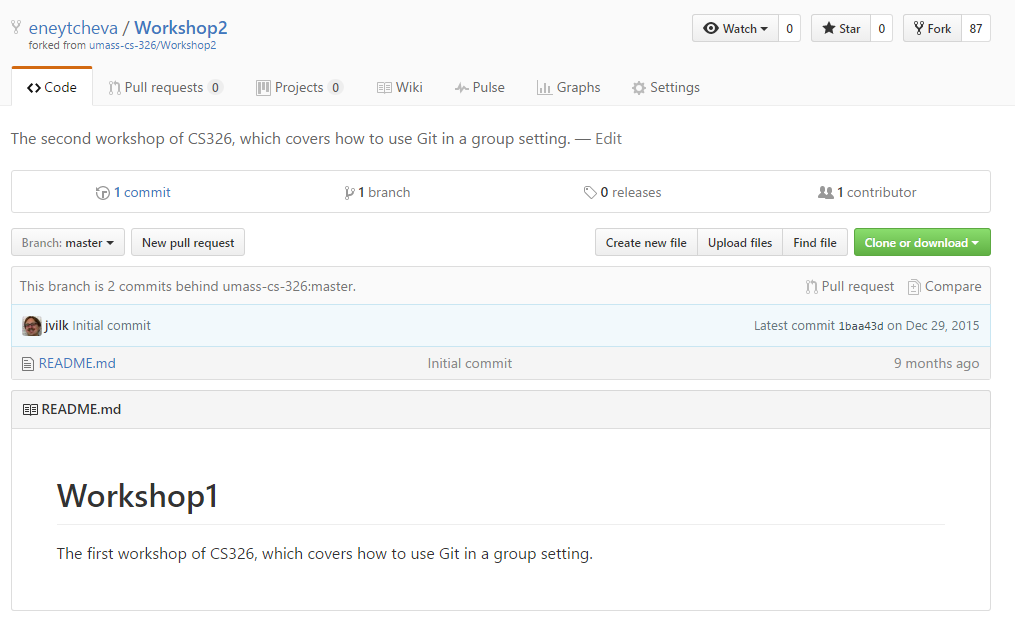 eneytcheva / Workshop2
Watch 0 Star 0 Fork 87
forked from umass-cs-326/Workshop2
Code Pull requests 0 Projects 0 Wiki Pulse Graphs Settings
The second workshop of CS326, which covers how to use Git in a group setting. — Edit
1 commit 1 branch 0 releases 1 contributor
Branch: master New pull request Create new file Upload files Find file Clone or download
This branch is 2 commits behind umass-cs-326:master. Pull request Compare
jvilk Initial commit Latest commit 1baa43d on Dec 29, 2015
README.md Initial commit 9 months ago
README.md
Workshop1
The first workshop of CS326, which covers how to use Git in a group setting.